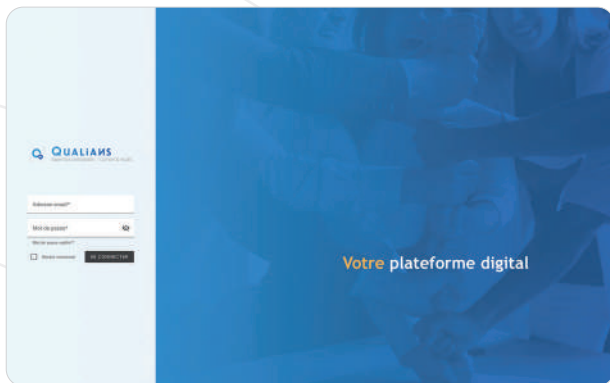 QUALIANS
Adresse email*
Mot de passe*
Mot de passe oublié?
Rester connecté
SE CONNECTER
Votre plateforme digital